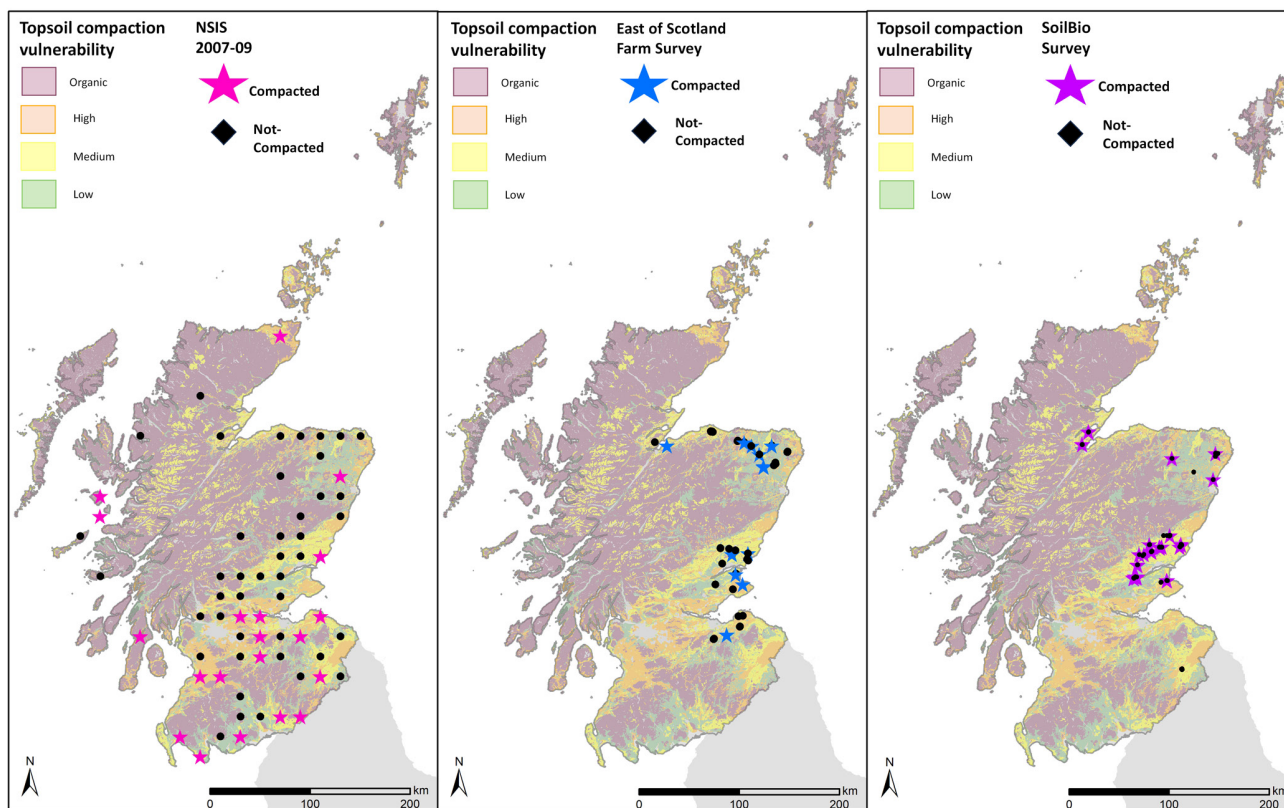 Topsoil compaction
vulnerability
Organic
High
Medium
Low
NSIS
2007-09
Compacted
Not-
Compacted
N
km
0
100
200
Topsoil compaction
vulnerability
Organic
High
Medium
Low
East of Scotland
Farm Survey
Compacted
Not-
Compacted
N
km
0
100
200
Topsoil compaction
vulnerability
Organic
High
Medium
Low
SoilBio
Survey
Compacted
Not-
Compacted
N
km
0
100
200